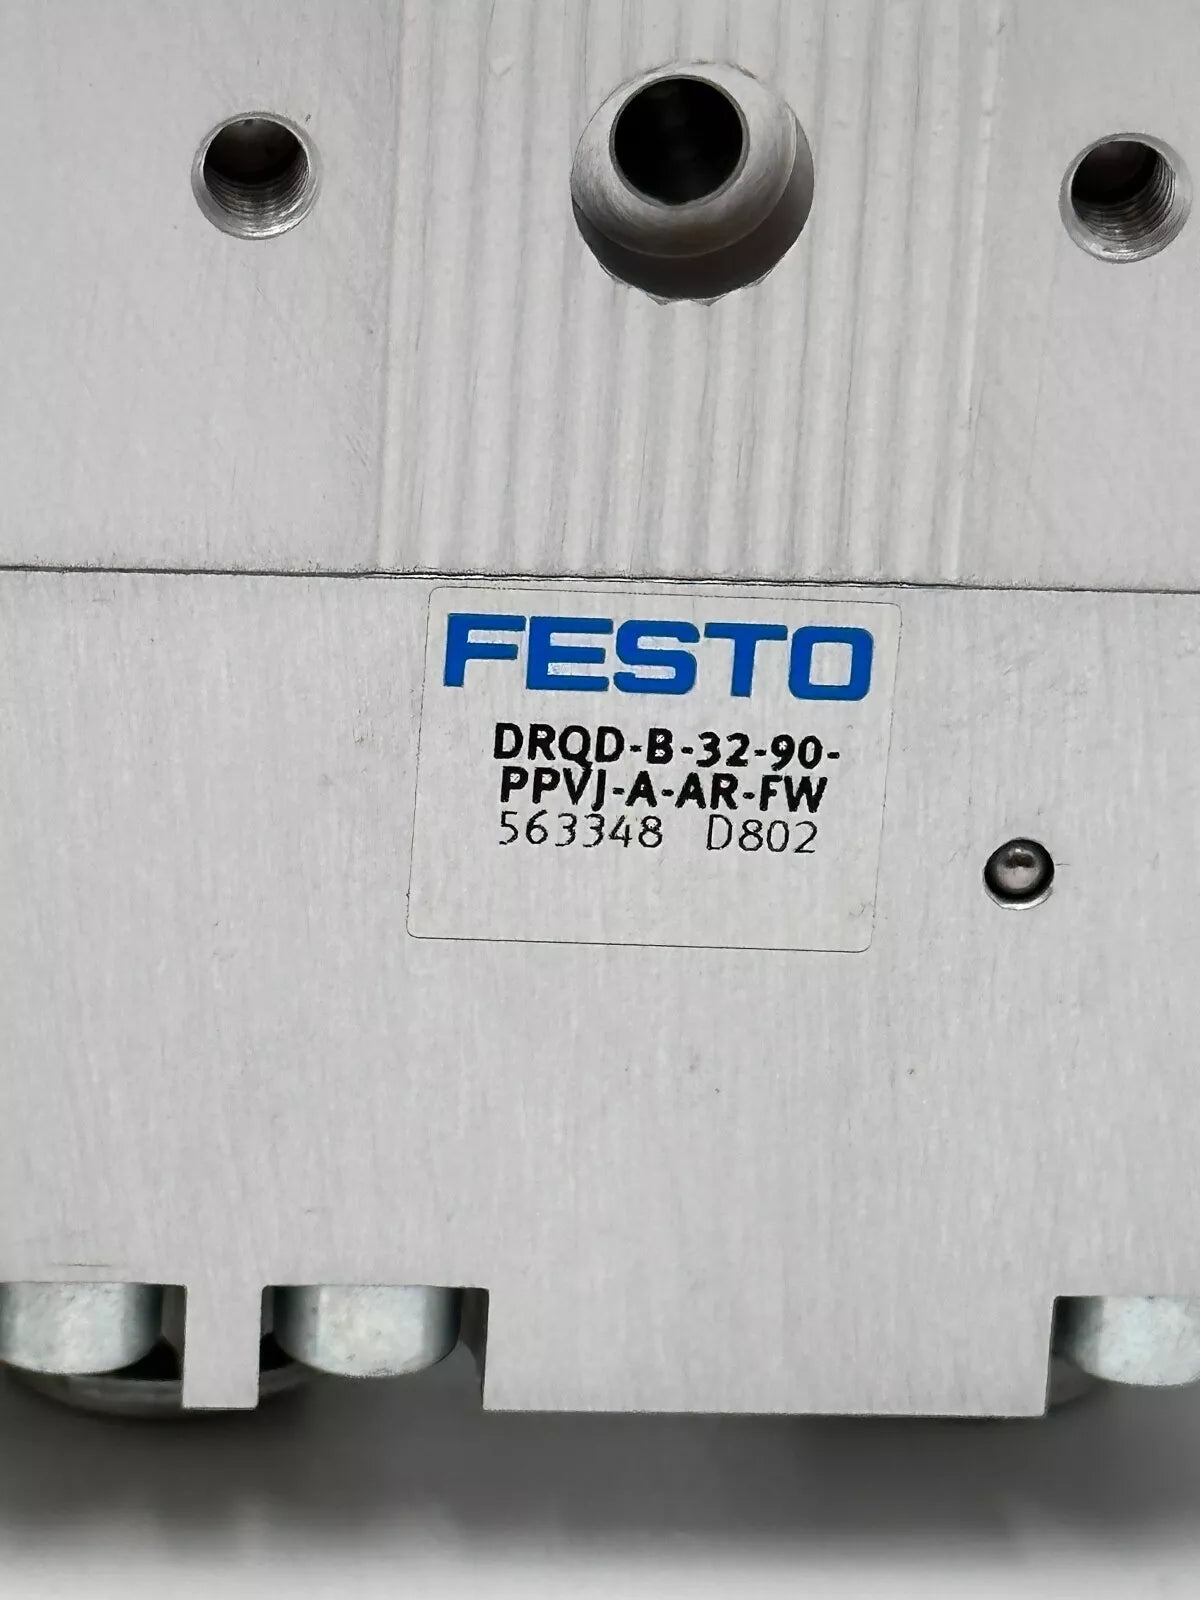 FESTO
DRQD-B-32-90-
PPVJ-A-AR-FW
563348 D802